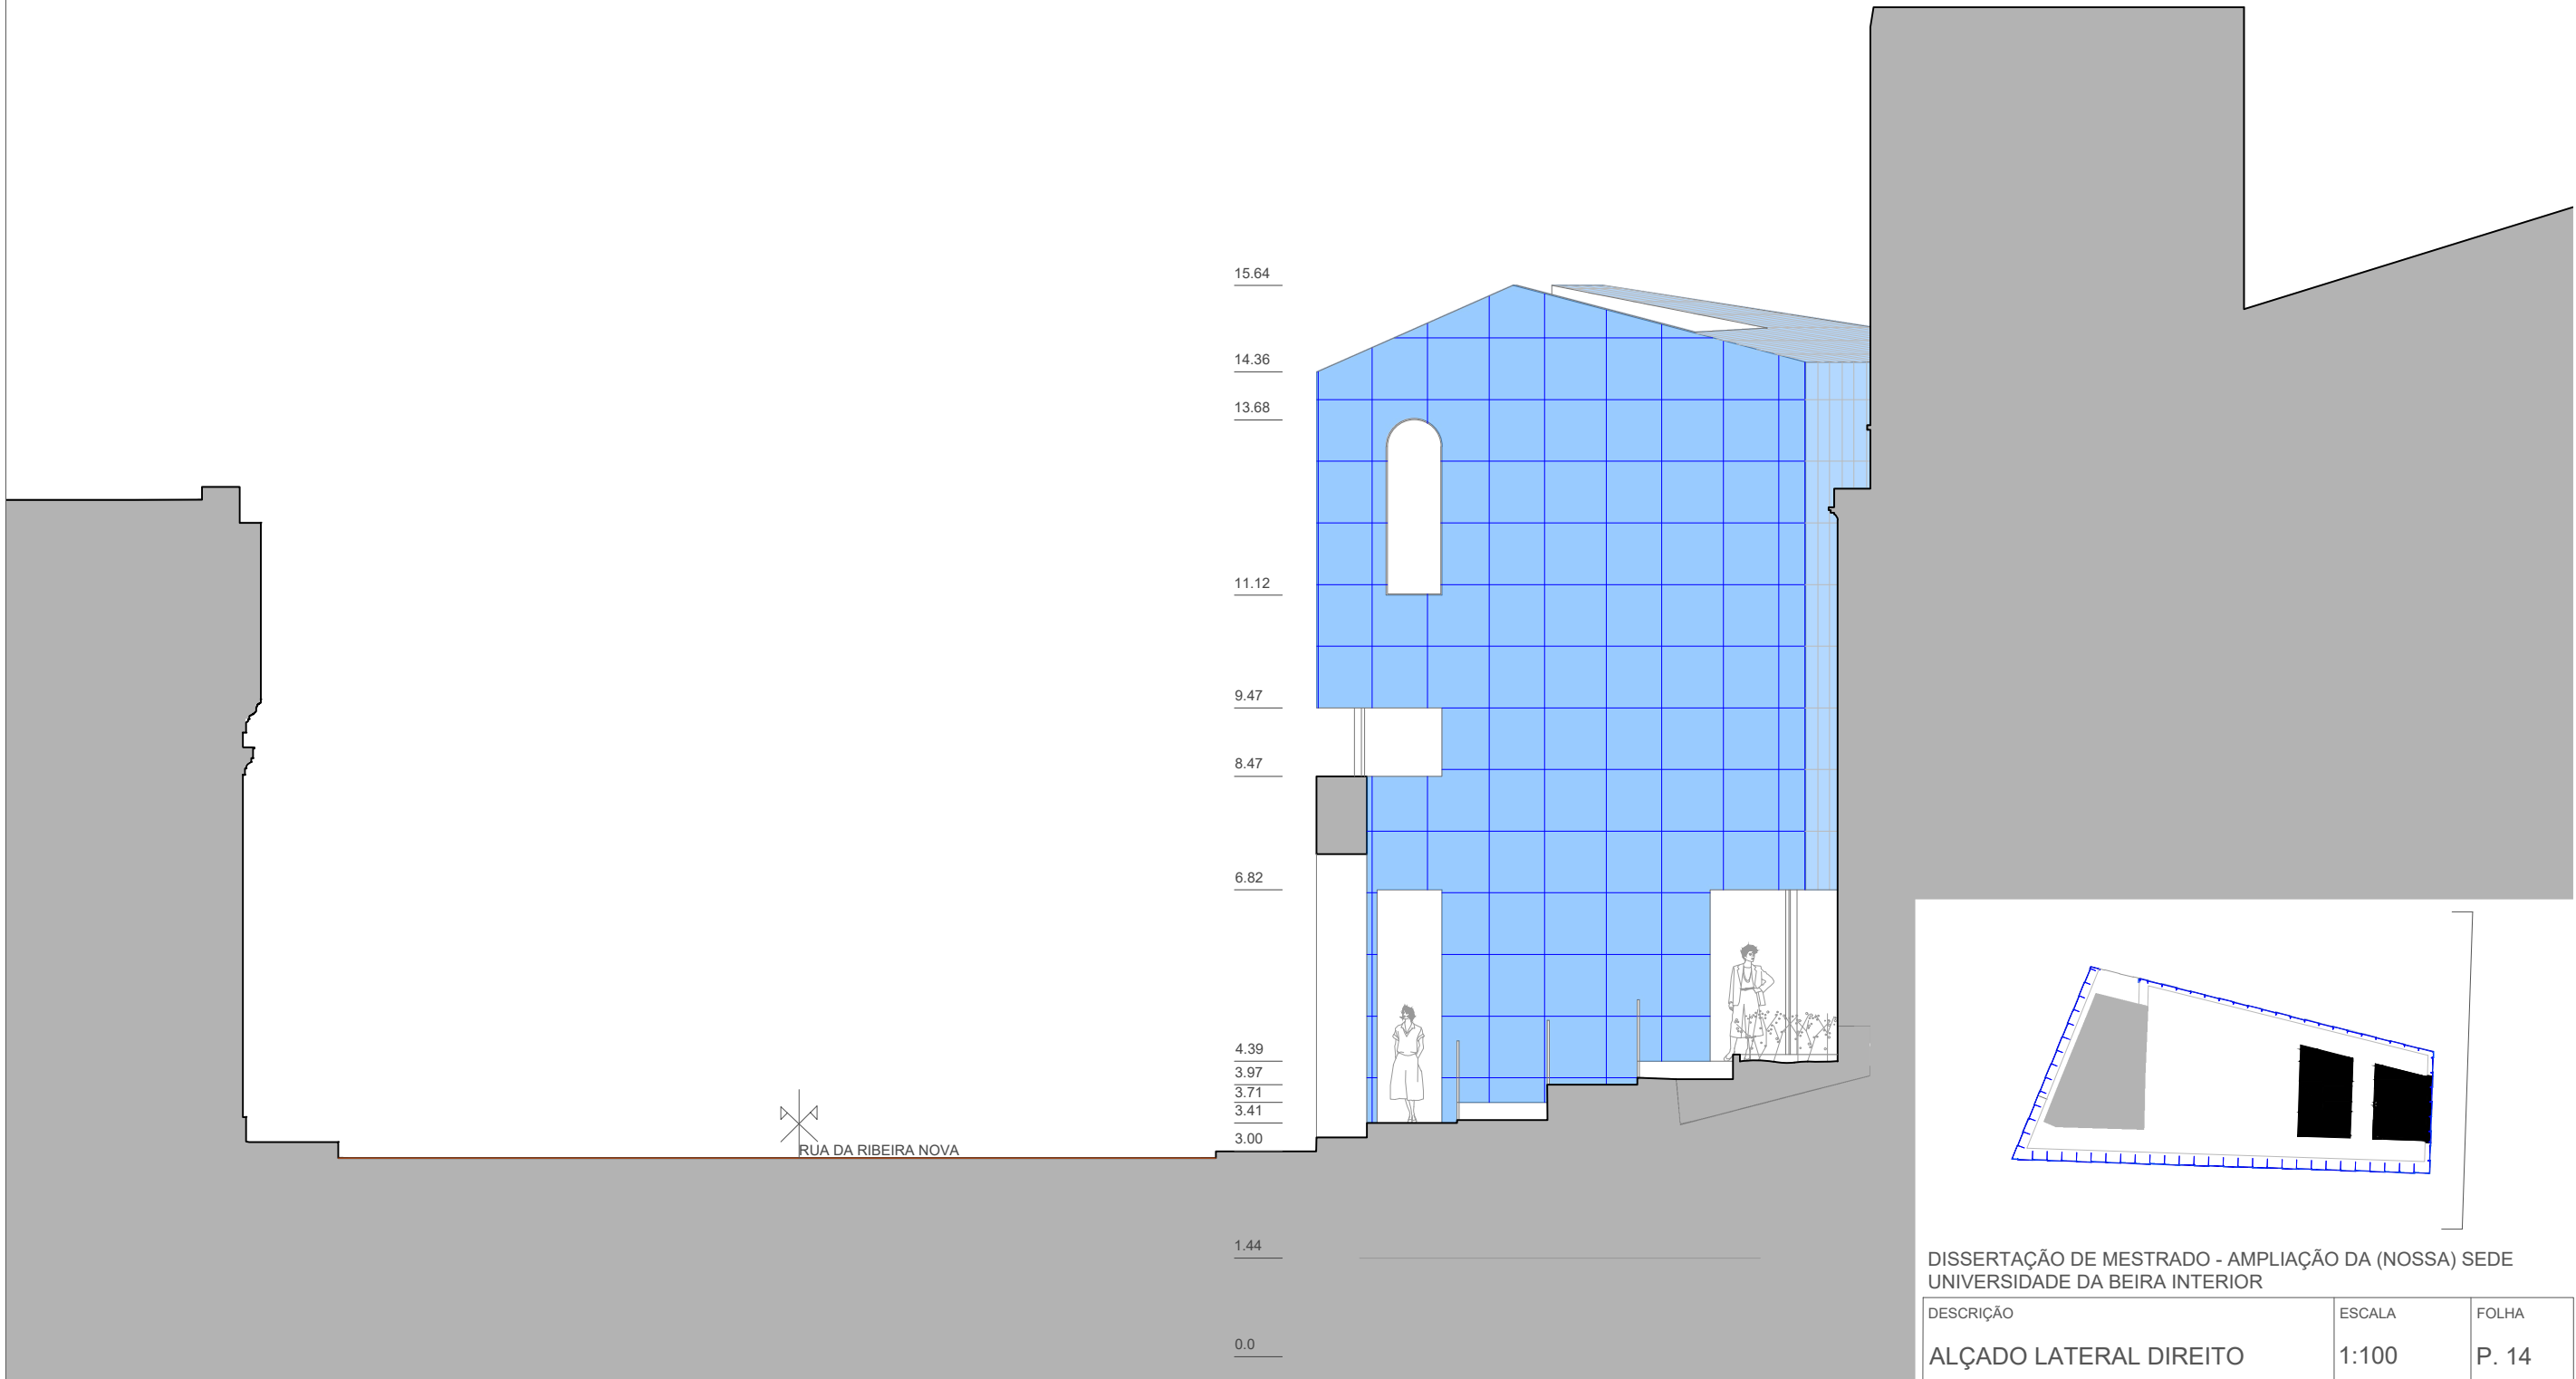 15.64
14.36
13.68
11.12
9.47
8.47
6.82
4.39
3.97
3.71
3.41
3.00
RUA DA RIBEIRA NOVA
1.44
0.0
DISSERTAÇÃO DE MESTRADO - AMPLIAÇÃO DA (NOSSA) SEDE
UNIVERSIDADE DA BEIRA INTERIOR
DESCRIÇÃO
ESCALA
FOLHA
ALÇADO LATERAL DIREITO
1:100
P. 14